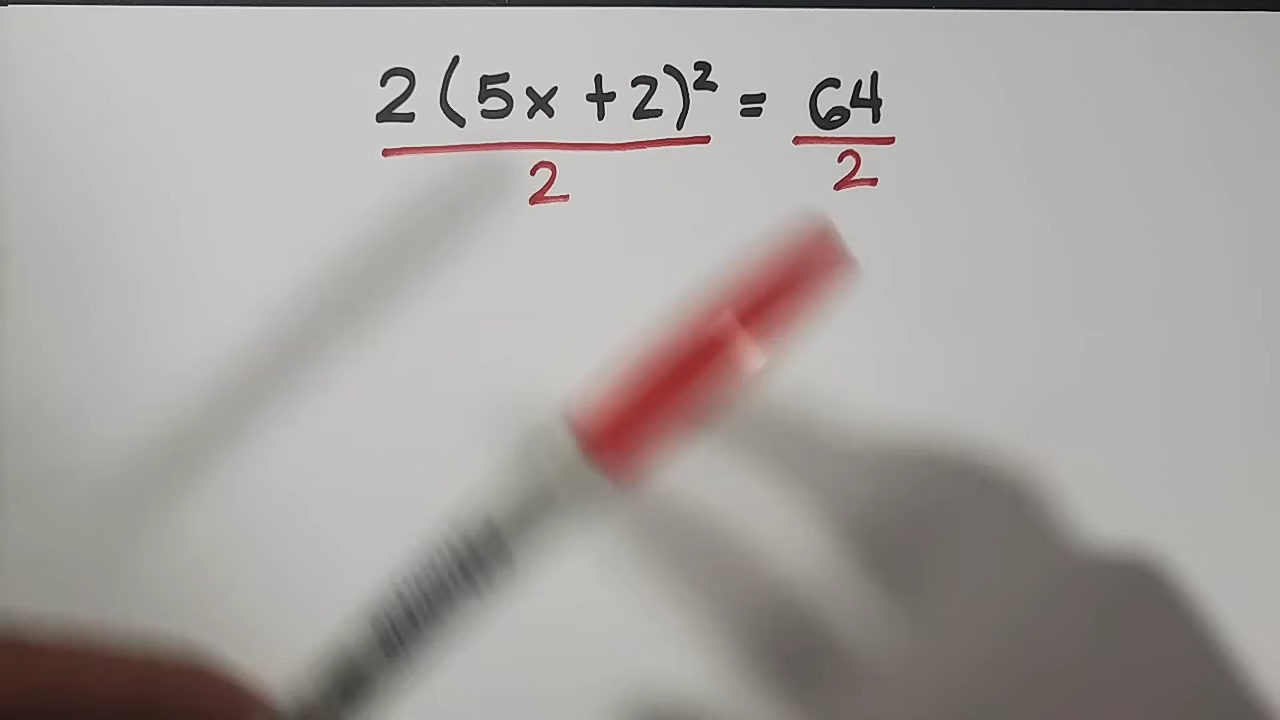 2(5x+2)² = 64
2 2